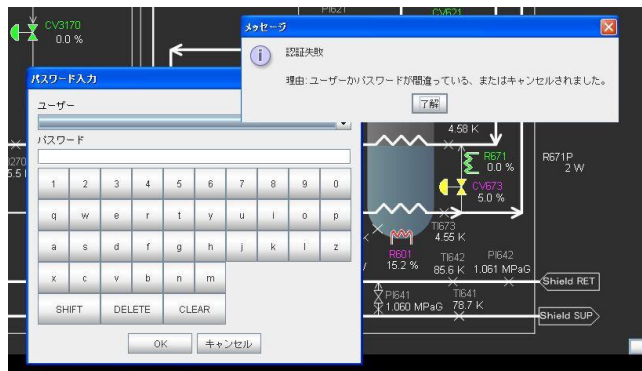 PI621
CV621
CV3170
0.0 %
メッセージ
認証失敗
理由: ユーザーかパスワードが間違っている、またはキャンセルされました。
了解
パスワード入力
ユーザー
パスワード
1 2 3 4 5 6 7 8 9 0
q w e r t y u i o p
a s d f g h j k l z
x c v b n m
SHIFT DELETE CLEAR
OK キャンセル
4.58 K
R671
0.0 %
R671P
2 W
CV673
5.0 %
TI673
4.55 K
R601
15.2 %
TI642
85.6 K
PI642
1.061 MPaG
Shield RET
PI641
1.060 MPaG
TI641
78.7 K
Shield SUP